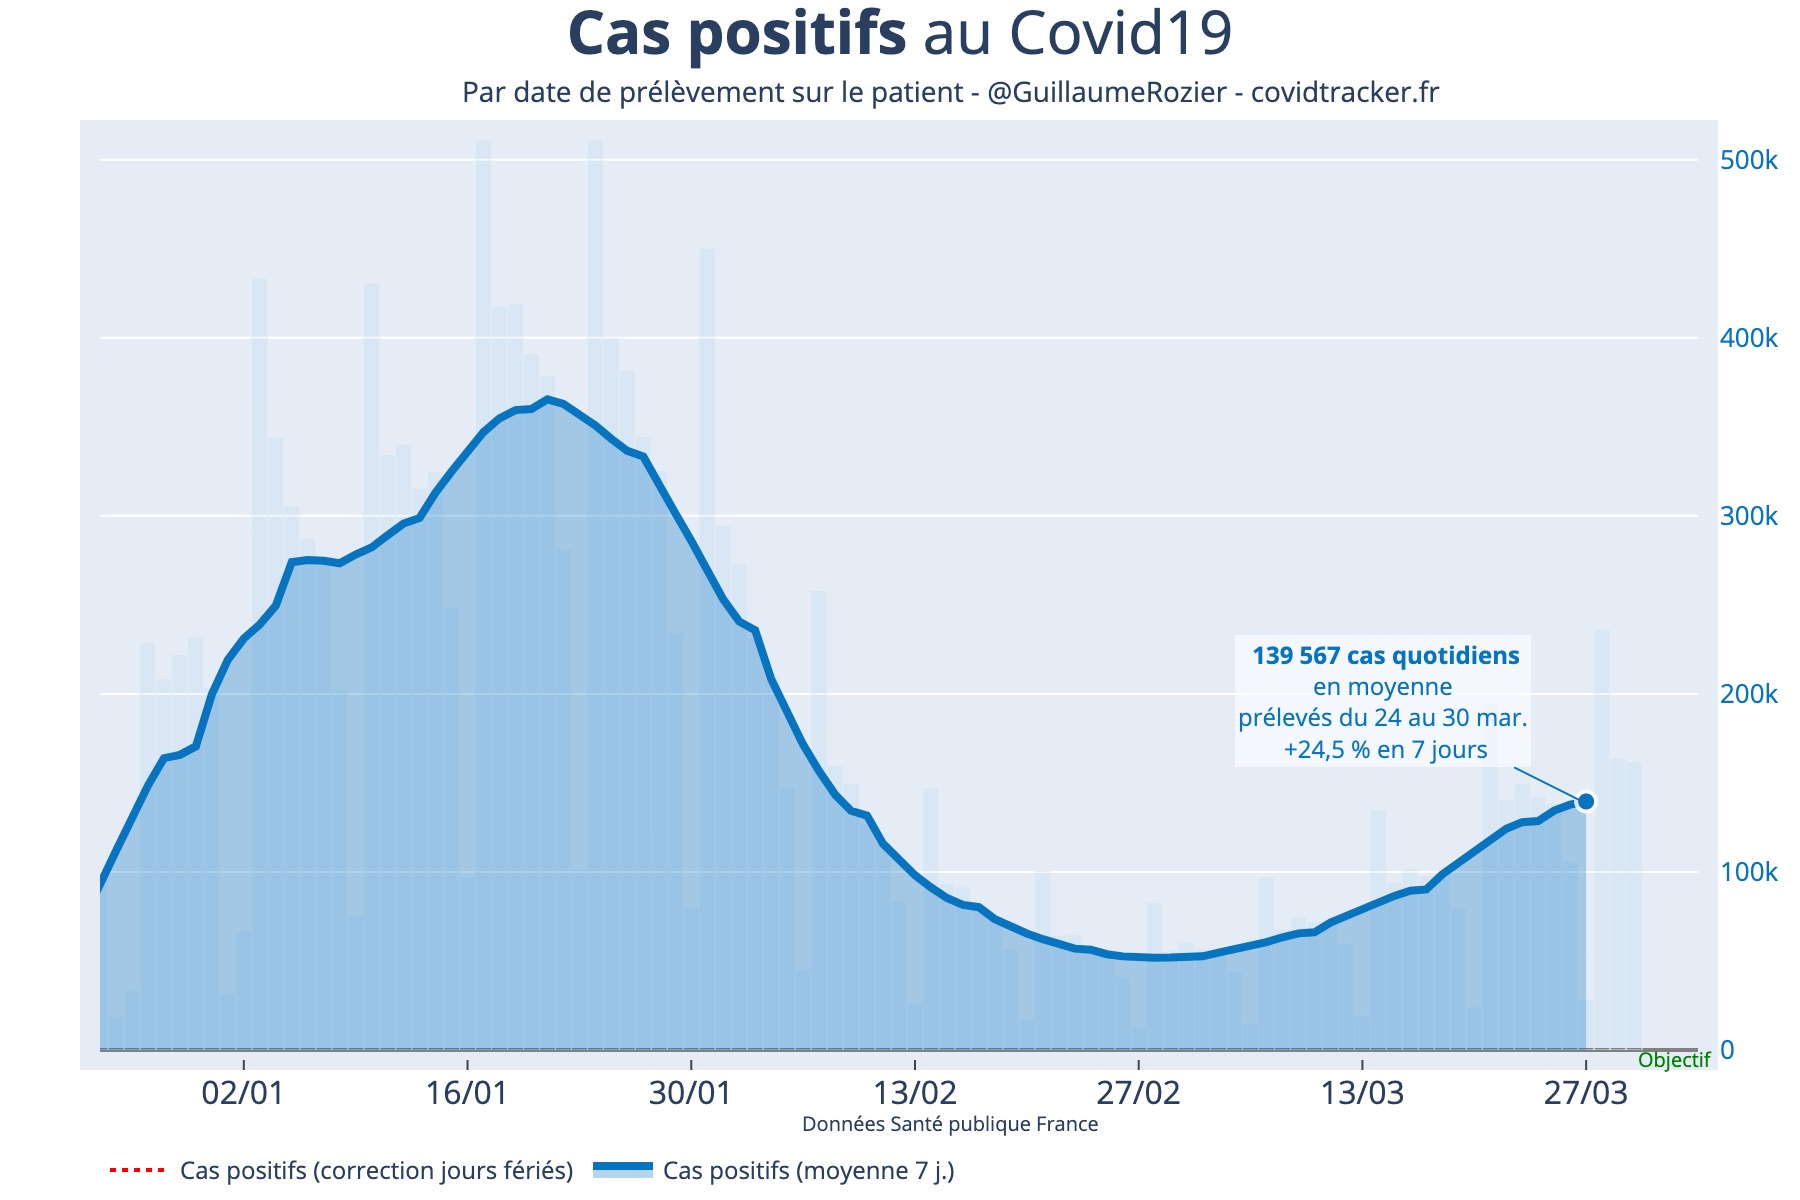 Cas positifs au Covid19
Par date de prélèvement sur le patient - @GuillaumeRozier - covidtracker.fr
500k
400k
300k
200k
100k
0
139 567 cas quotidiens
en moyenne
prélevés du 24 au 30 mar.
+24,5 % en 7 jours
Objectif
02/01 16/01 30/01 13/02 27/02 13/03 27/03
Données Santé publique France
Cas positifs (correction jours fériés) Cas positifs (moyenne 7 j.)